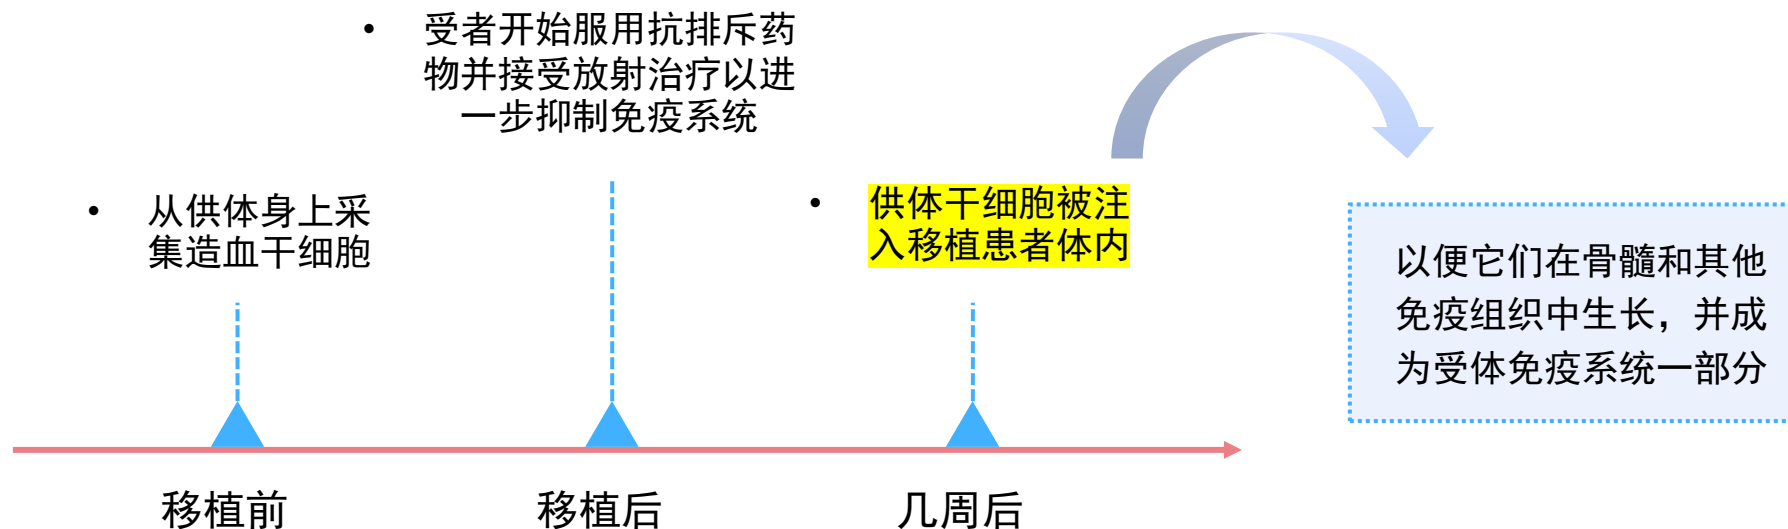 • 受者开始服用抗排斥药
物并接受放射治疗以进
一步抑制免疫系统
• 从供体身上采
集造血干细胞
• 供体干细胞被注
入移植患者体内
以便它们在骨髓和其他
免疫组织中生长，并成
为受体免疫系统一部分
移植前
移植后
几周后